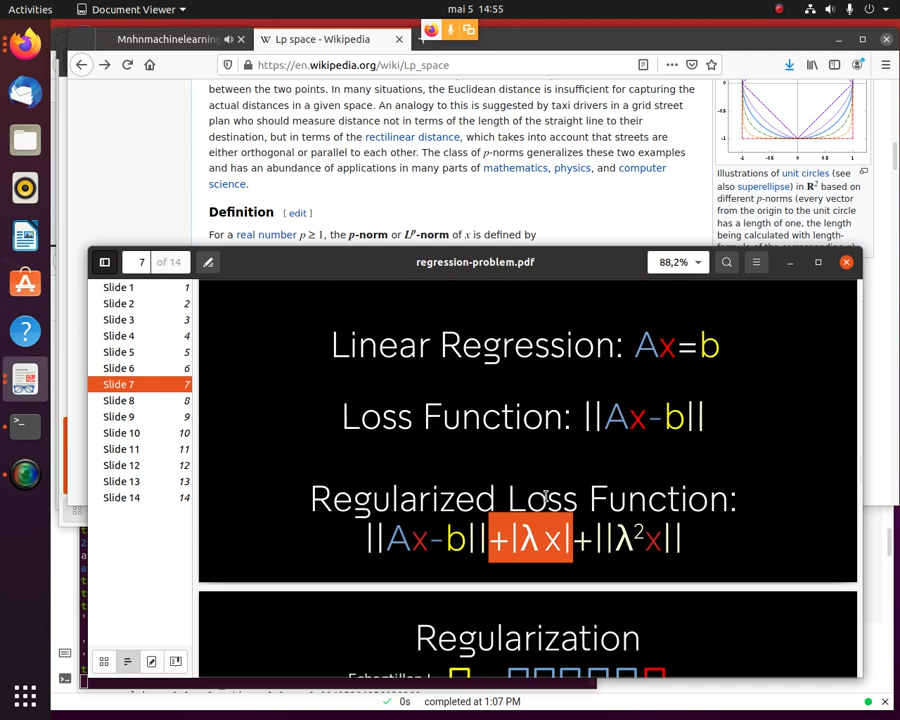 Activities
Document Viewer
mai 5 14:55
Mnhnmachinelearning
Lp space - Wikipedia
https://en.wikipedia.org/wiki/Lp_space
between the two points. In many situations, the Euclidean distance is insufficient for capturing the
actual distances in a given space. An analogy to this is suggested by taxi drivers in a grid street
plan who should measure distance not in terms of the length of the straight line to their
destination, but in terms of the rectilinear distance, which takes into account that streets are
either orthogonal or parallel to each other. The class of p-norms generalizes these two examples
and has an abundance of applications in many parts of mathematics, physics, and computer
science.
-0.5
-1
-1 -0.5 0 0.5 1
Illustrations of unit circles (see
also superellipse) in R² based on
different p-norms (every vector
from the origin to the unit circle
has a length of one, the length
being calculated with length-
Definition [ edit ]
For a real number p ≥ 1, the p-norm or Lᵖ-norm of x is defined by
7 of 14
regression-problem.pdf
88,2%
Slide 1 1
Slide 2 2
Slide 3 3
Slide 4 4
Slide 5 5
Slide 6 6
Slide 7 7
Slide 8 8
Slide 9 9
Slide 10 10
Slide 11 11
Slide 12 12
Slide 13 13
Slide 14 14
Linear Regression: Ax=b
Loss Function: ||Ax-b||
Regularized Loss Function:
||Ax-b||+|λ x|+||λ²x||
Regularization
0s completed at 1:07 PM